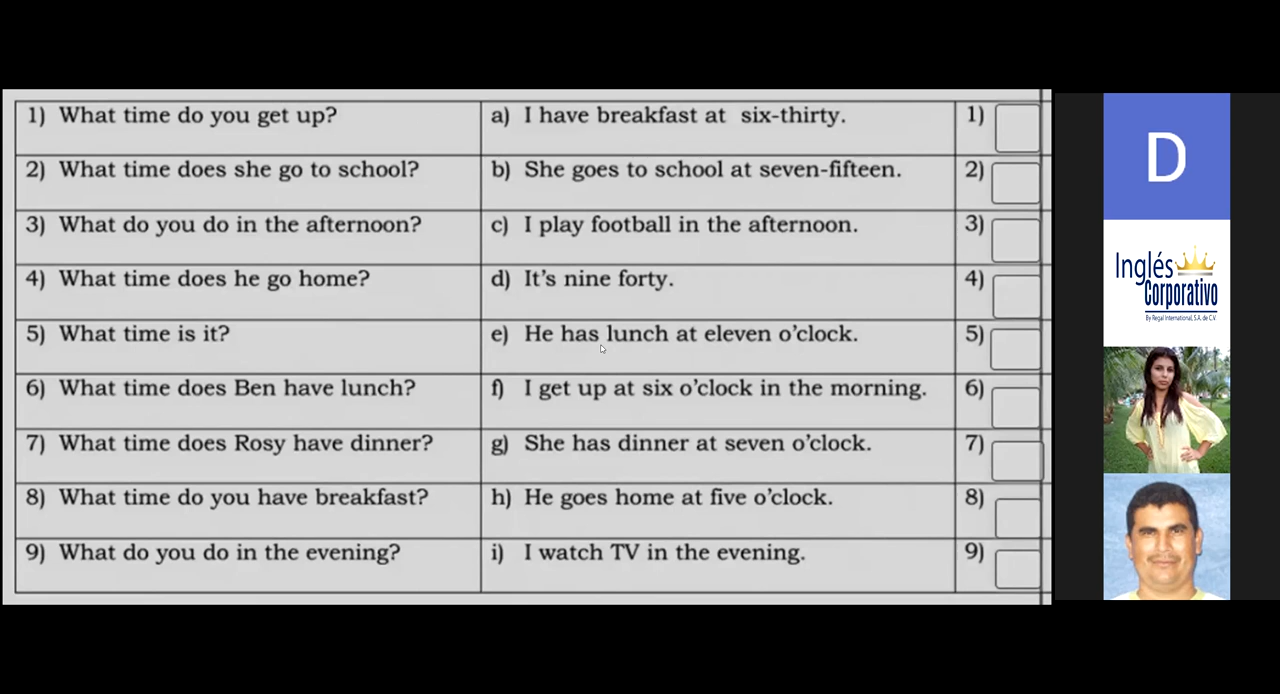 1) What time do you get up? a) I have breakfast at six-thirty. 1)
2) What time does she go to school? b) She goes to school at seven-fifteen. 2)
3) What do you do in the afternoon? c) I play football in the afternoon. 3)
4) What time does he go home? d) It's nine forty. 4)
5) What time is it? e) He has lunch at eleven o'clock. 5)
6) What time does Ben have lunch? f) I get up at six o'clock in the morning. 6)
7) What time does Rosy have dinner? g) She has dinner at seven o'clock. 7)
8) What time do you have breakfast? h) He goes home at five o'clock. 8)
9) What do you do in the evening? i) I watch TV in the evening. 9)
D
Inglés
Corporativo
By Regal International, S.A. de C.V.